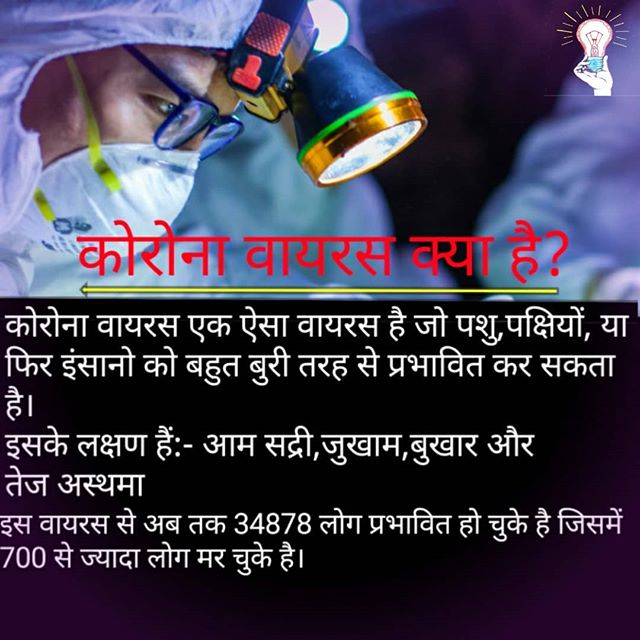 कोरोना वायरस क्या है?
कोरोना वायरस एक ऐसा वायरस है जो पशु,पक्षियों, या
फिर इंसानो को बहुत बुरी तरह से प्रभावित कर सकता
है।
इसके लक्षण हैं:- आम सद्री,जुखाम,बुखार और
तेज अस्थमा
इस वायरस से अब तक 34878 लोग प्रभावित हो चुके है जिसमें
700 से ज्यादा लोग मर चुके है।